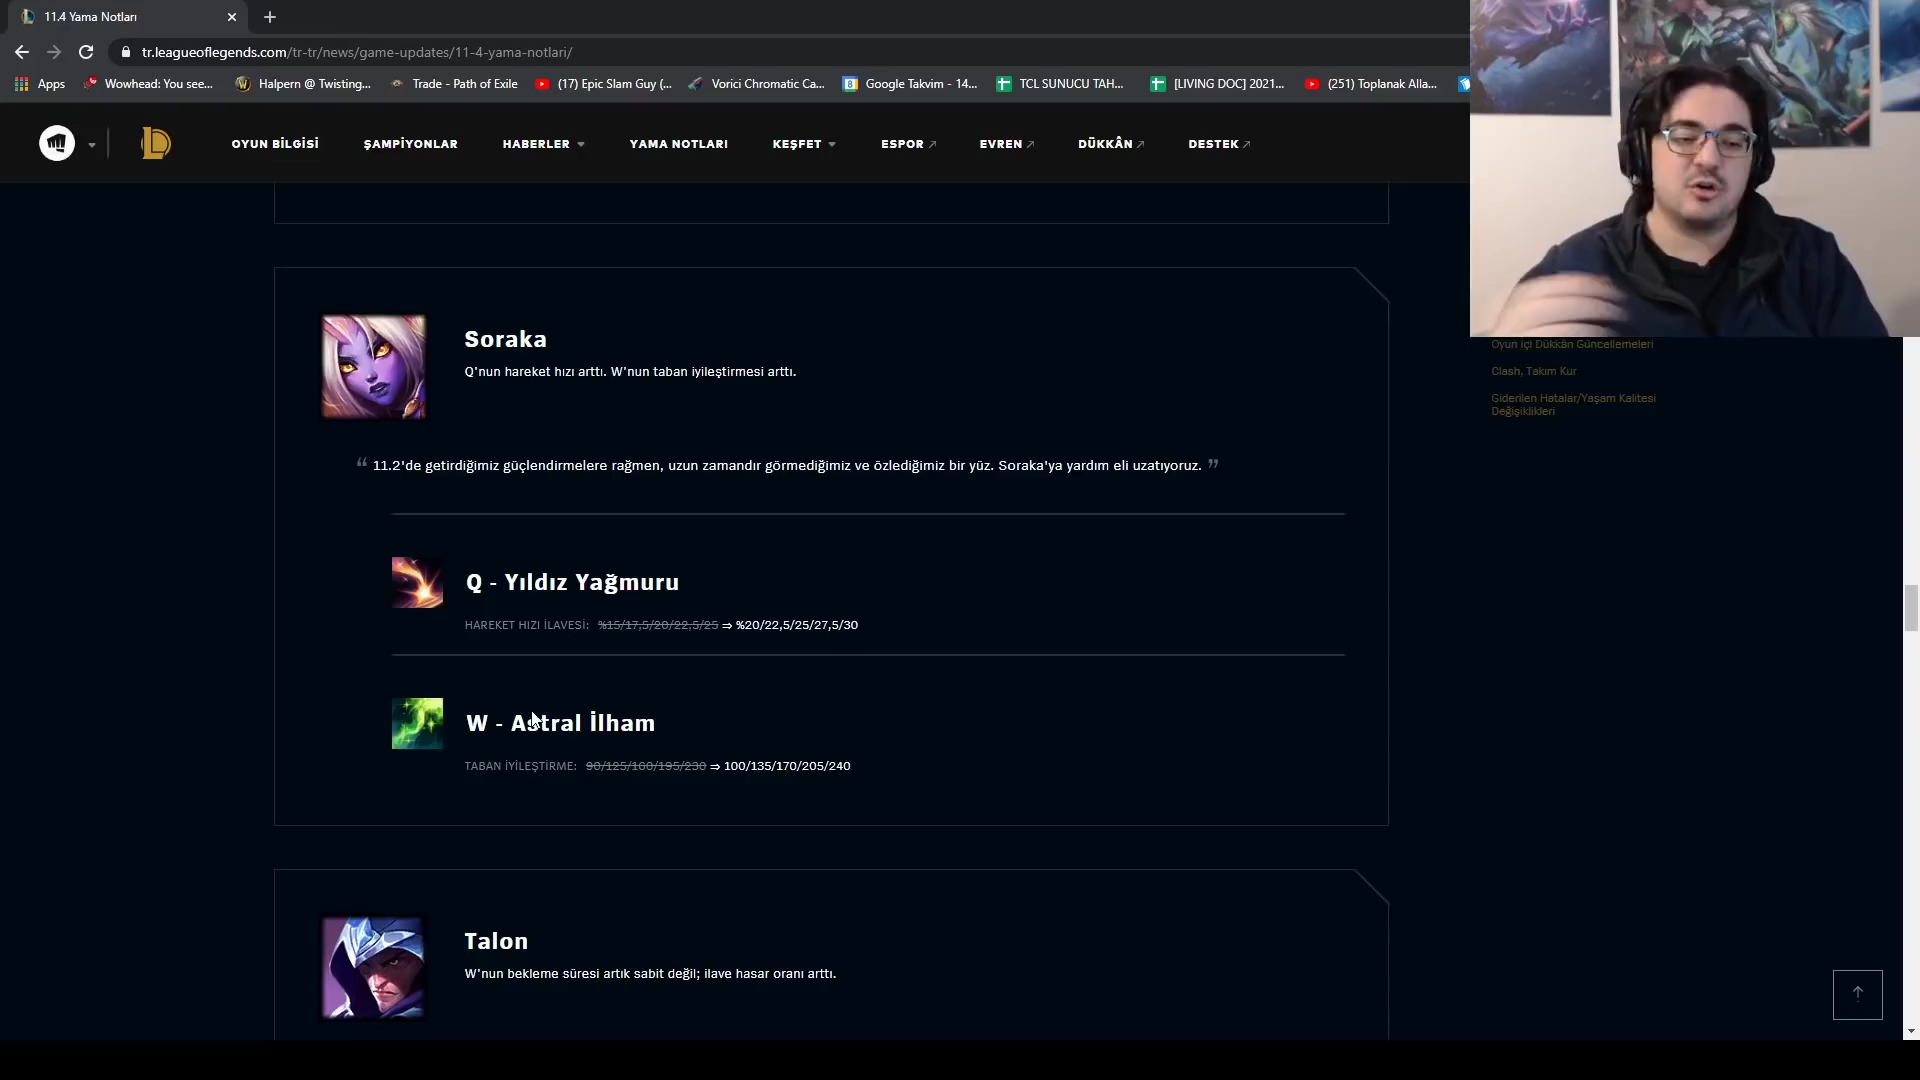 11.4 Yama Notları
tr.leagueoflegends.com/tr-tr/news/game-updates/11-4-yama-notlari/
Apps
Wowhead: You see...
Halpern @ Twisting...
Trade - Path of Exile
(17) Epic Slam Guy (...
Vorici Chromatic Ca...
Google Takvim - 14...
TCL SUNUCU TAH...
[LIVING DOC] 2021...
(251) Toplanak Alla...
OYUN BİLGİSİ
ŞAMPİYONLAR
HABERLER
YAMA NOTLARI
KEŞFET
ESPOR
EVREN
DÜKKÂN
DESTEK
Oyun İçi Dükkân Güncellemeleri
Clash, Takım Kur
Giderilen Hatalar/Yaşam Kalitesi
Değişiklikleri
Soraka
Q'nun hareket hızı arttı. W'nun taban iyileştirmesi arttı.
“ 11.2'de getirdiğimiz güçlendirmelere rağmen, uzun zamandır görmediğimiz ve özlediğimiz bir yüz. Soraka'ya yardım eli uzatıyoruz. ”
Q - Yıldız Yağmuru
HAREKET HIZI İLAVESİ: %15/17,5/20/22,5/25 ⇒ %20/22,5/25/27,5/30
W - Astral İlham
TABAN İYİLEŞTİRME: 90/125/160/195/230 ⇒ 100/135/170/205/240
Talon
W'nun bekleme süresi artık sabit değil; ilave hasar oranı arttı.